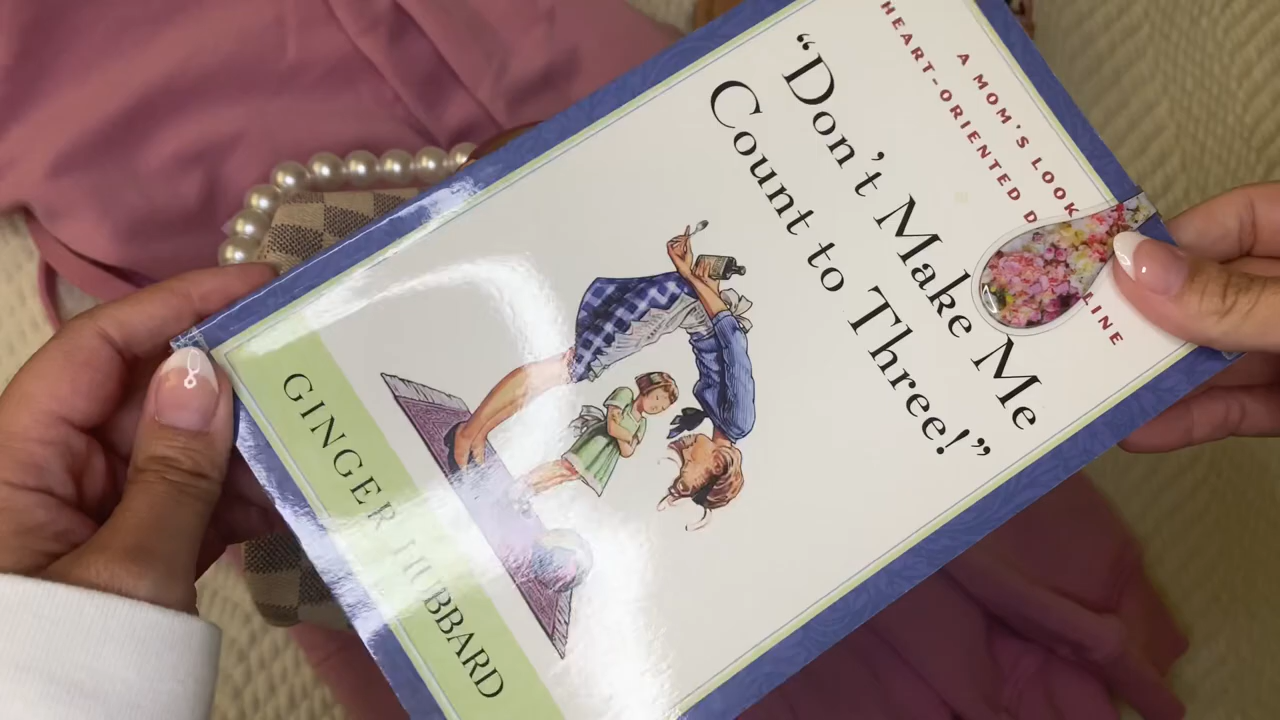 A MOM'S LOOK
HEART-ORIENTED D LINE
“Don't Make Me
Count to Three!”
GINGER HUBBARD